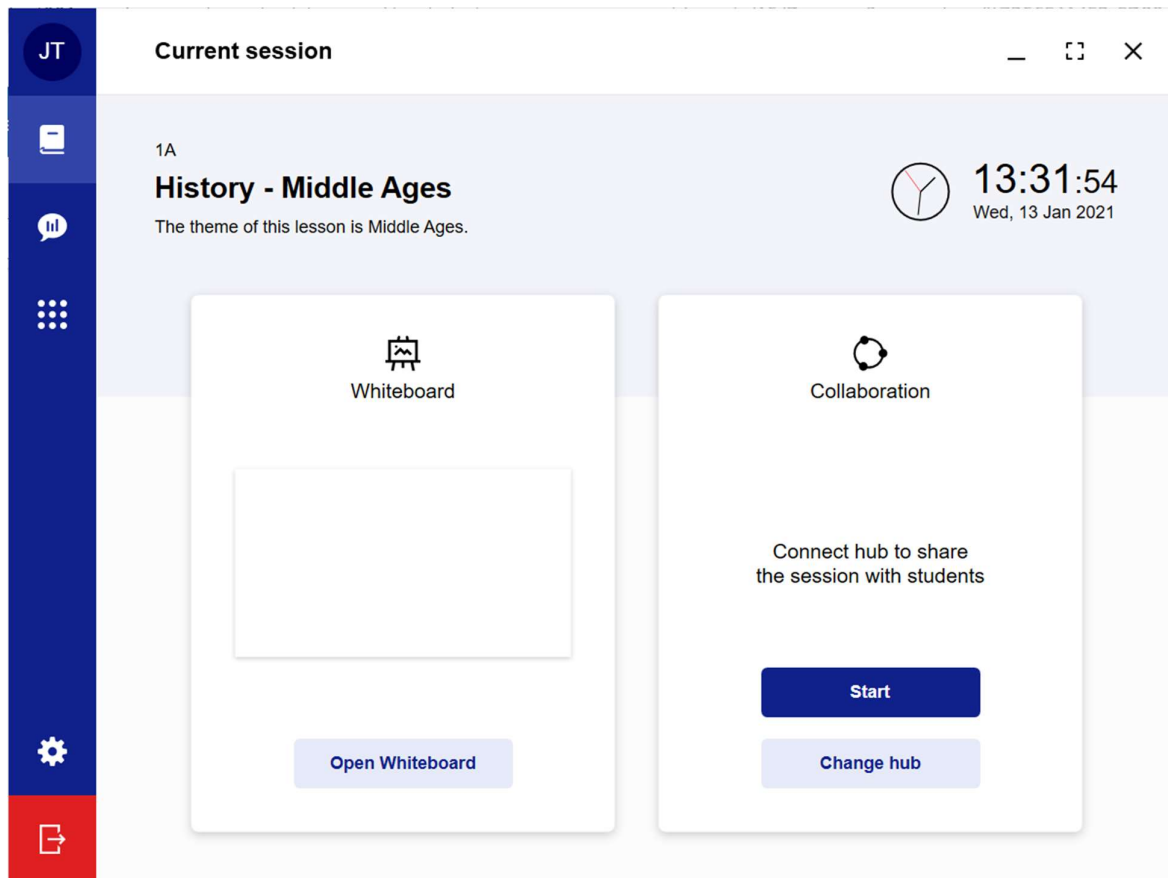 JT
Current session
1A
History - Middle Ages
The theme of this lesson is Middle Ages.
13:31:54
Wed, 13 Jan 2021
Whiteboard
Open Whiteboard
Collaboration
Connect hub to share
the session with students
Start
Change hub